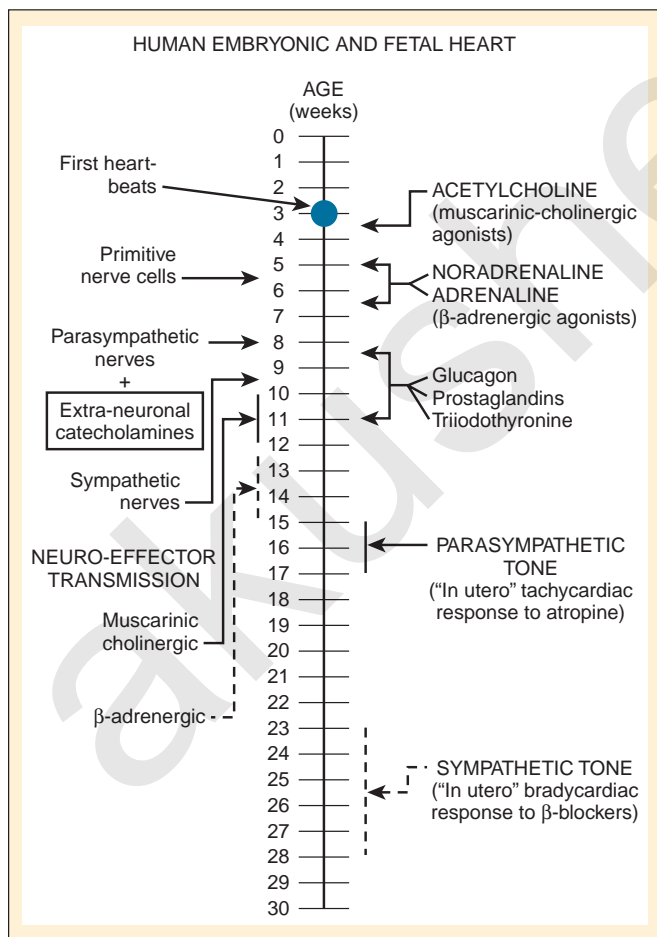 HUMAN EMBRYONIC AND FETAL HEART
AGE
(weeks)
0
1
2
3
4
5
6
7
8
9
10
11
12
13
14
15
16
17
18
19
20
21
22
23
24
25
26
27
28
29
30
First heart-
beats
Primitive
nerve cells
Parasympathetic
nerves
+
Extra-neuronal
catecholamines
Sympathetic
nerves
NEURO-EFFECTOR
TRANSMISSION
Muscarinic
cholinergic
β-adrenergic
ACETYLCHOLINE
(muscarinic-cholinergic
agonists)
NORADRENALINE
ADRENALINE
(β-adrenergic agonists)
Glucagon
Prostaglandins
Triiodothyronine
PARASYMPATHETIC
TONE
("In utero" tachycardiac
response to atropine)
SYMPATHETIC TONE
("In utero" bradycardiac
response to β-blockers)
akushe